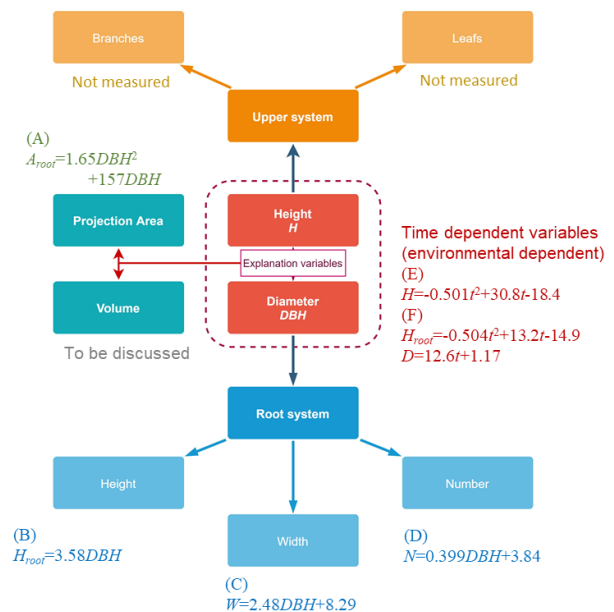 Branches
Leafs
Not measured
Not measured
Upper system
(A)
A_root=1.65DBH²
+157DBH
Projection Area
Height
H
Explanation variables
Volume
Diameter
DBH
To be discussed
Time dependent variables
(environmental dependent)
(E)
H=-0.501t²+30.8t-18.4
(F)
H_root=-0.504t²+13.2t-14.9
D=12.6t+1.17
Root system
Height
Number
Width
(B)
H_root=3.58DBH
(D)
N=0.399DBH+3.84
(C)
W=2.48DBH+8.29